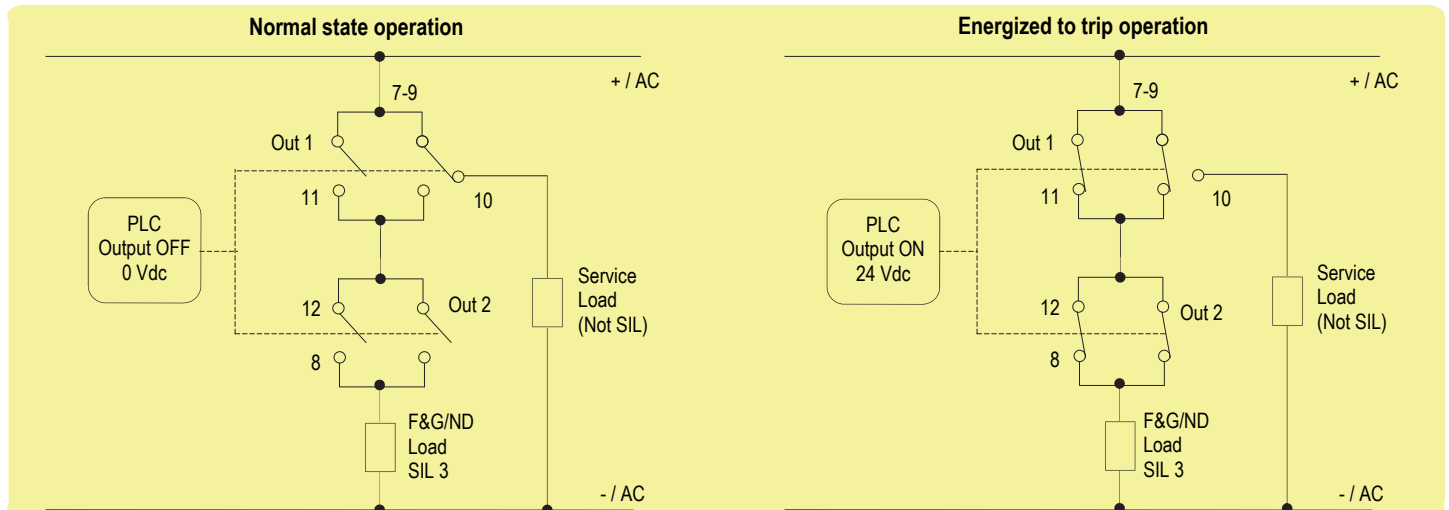 Normal state operation
+ / AC
7-9
Out 1
11
10
PLC
Output OFF
0 Vdc
12
Out 2
8
Service
Load
(Not SIL)
F&G/ND
Load
SIL 3
- / AC
Energized to trip operation
+ / AC
7-9
Out 1
11
10
PLC
Output ON
24 Vdc
12
Out 2
8
Service
Load
(Not SIL)
F&G/ND
Load
SIL 3
- / AC